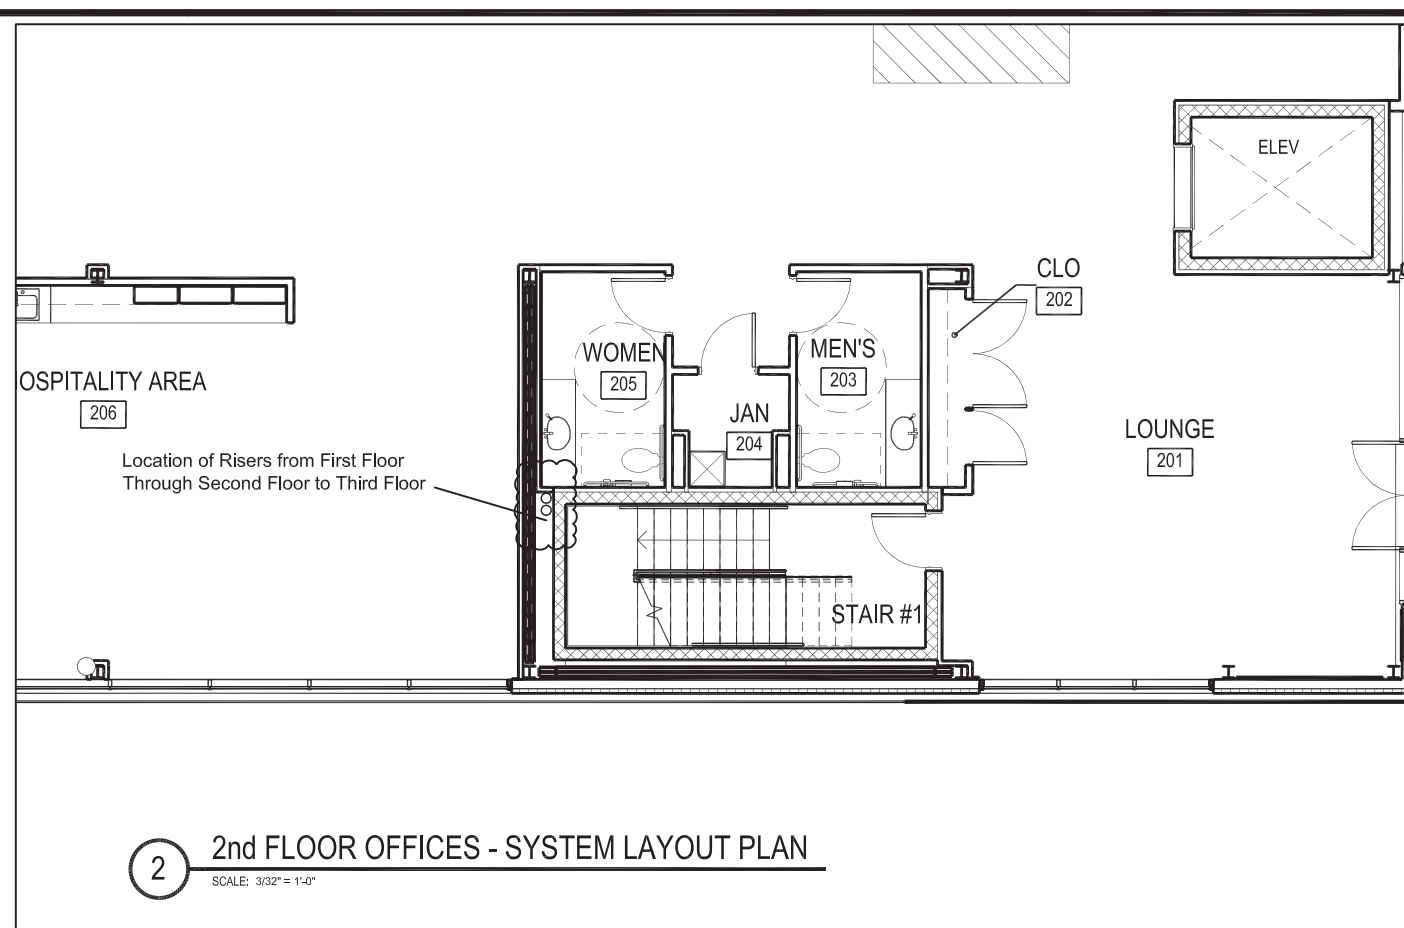 ELEV
CLO
202
WOMEN
205
MEN'S
203
JAN
204
OSPITALITY AREA
206
LOUNGE
201
Location of Risers from First Floor
Through Second Floor to Third Floor
STAIR #1
2
2nd FLOOR OFFICES - SYSTEM LAYOUT PLAN
SCALE: 3/32" = 1'-0"